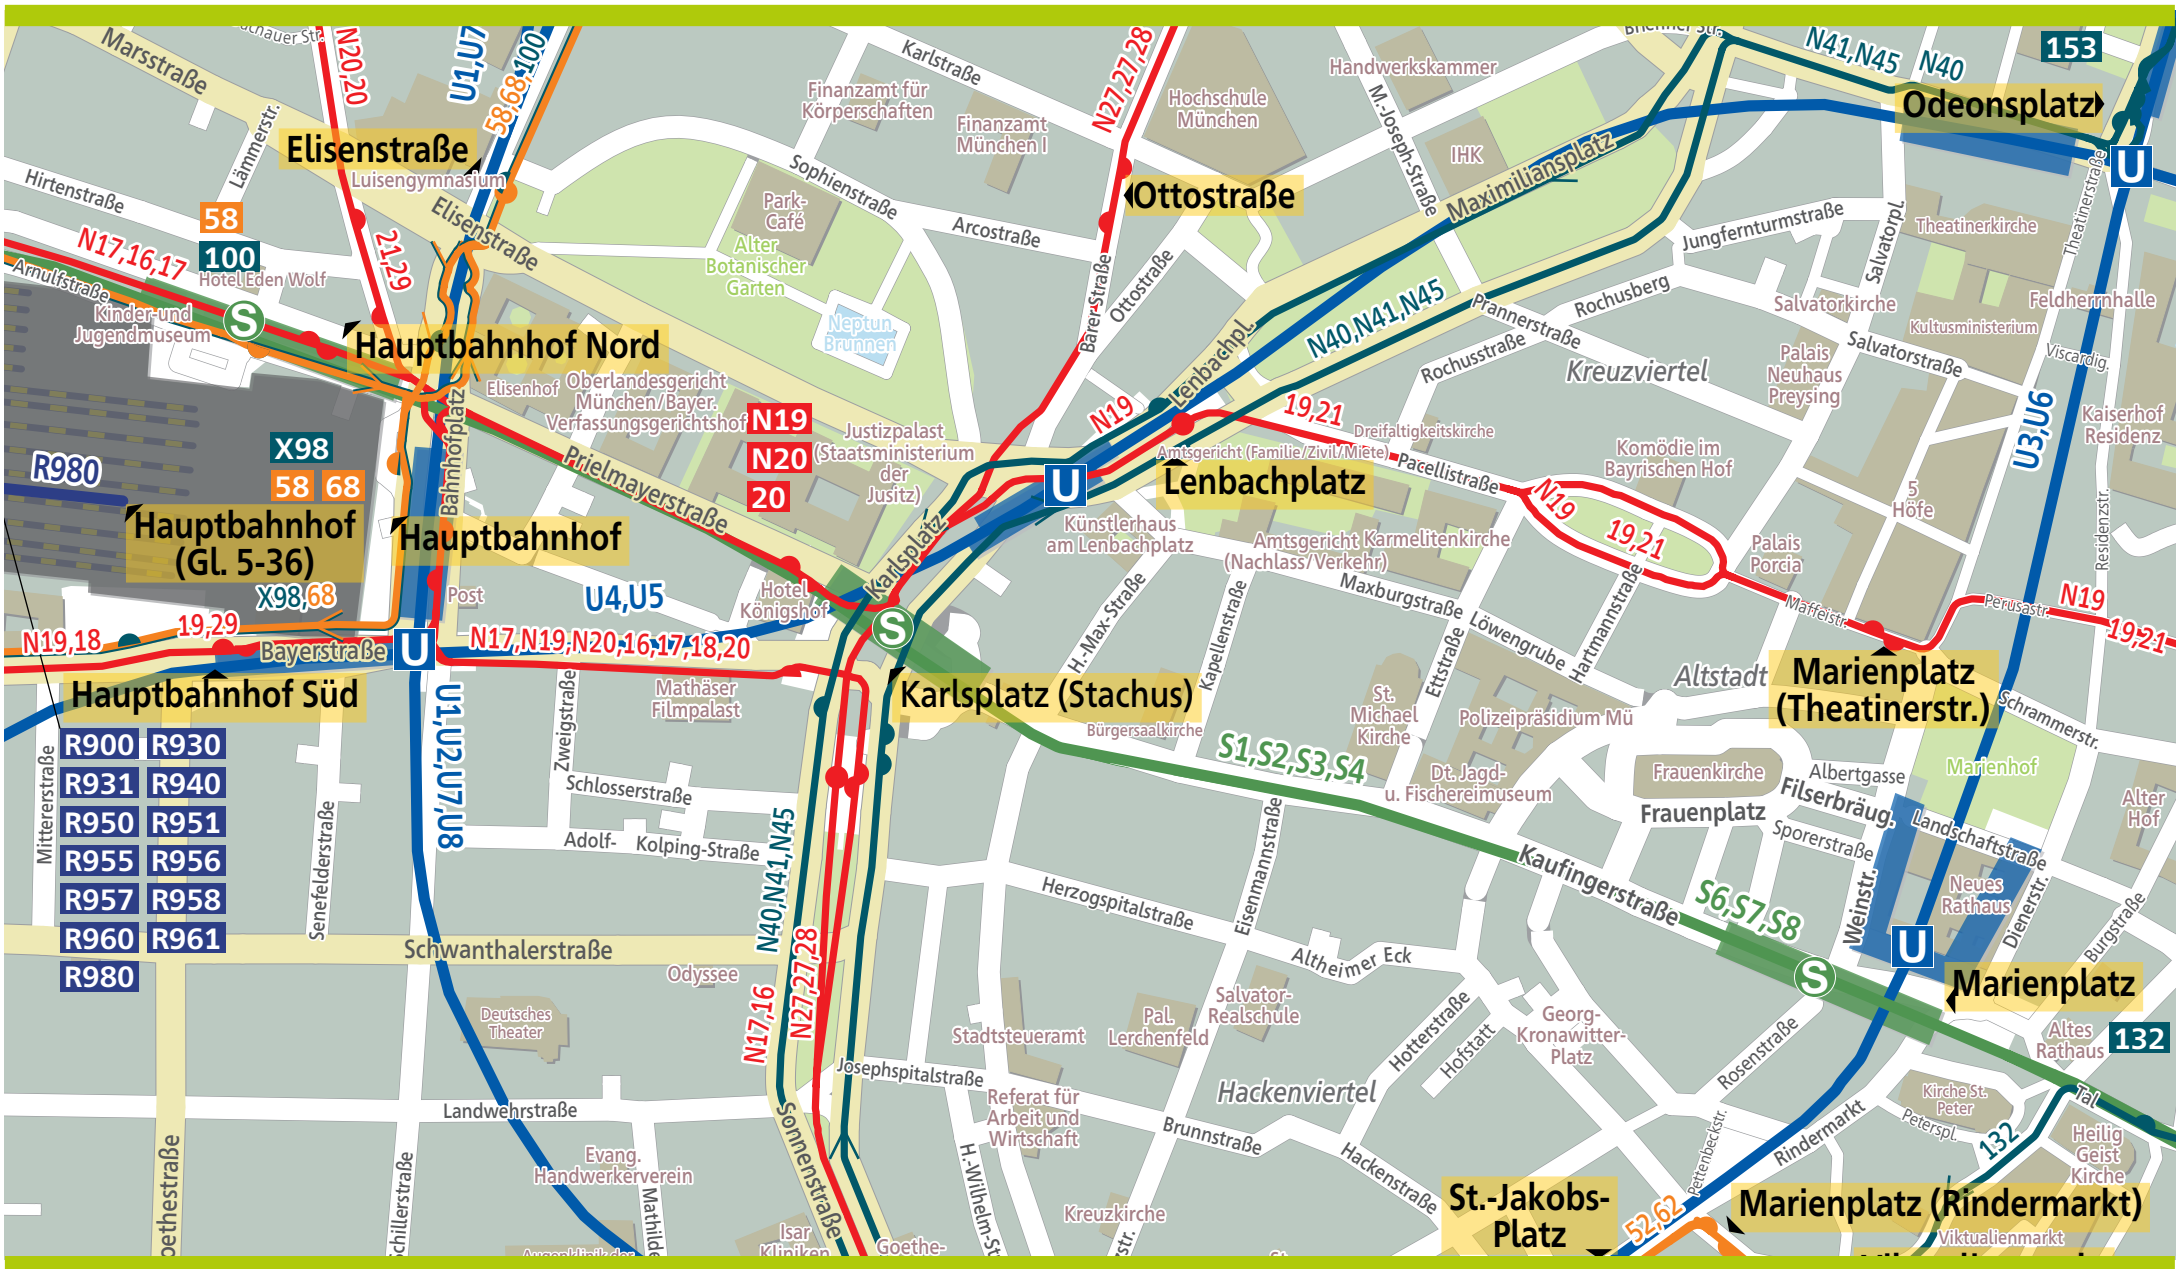 Marsstraße
N20,20
U1,U7
58,68,100
Karlstraße
N27,27,28
Handwerkskammer
N41,N45
N40
153
Finanzamt für
Körperschaften
Finanzamt
München I
Hochschule
München
M.-Joseph-Straße
IHK
Odeonsplatz
Lämmerstr.
Elisenstraße
Luisengymnasium
Hirtenstraße
58
100
Hotel Eden Wolf
Elisenstraße
Sophienstraße
Park-
Café
Arcostraße
Alter
Botanischer
Garten
Ottostraße
Maximiliansplatz
Jungfernturmstraße
Salvatorpl.
Theatinerkirche
Theatinerstraße
N17,16,17
21,29
Arnulfstraße
Kinder-und
Jugendmuseum
S
Hauptbahnhof Nord
Neptun
Brunnen
Barer Straße
Ottostraße
Lenbachpl.
N40,N41,N45
Prannerstraße
Rochusberg
Rochusstraße
Kreuzviertel
Salvatorkirche
Kultusministerium
Feldherrnhalle
Salvatorstraße
Viscardig.
Palais
Neuhaus
Preysing
U3,U6
Kaiserhof
Residenz
Elisenhof
Oberlandesgericht
München/Bayer.
Verfassungsgerichtshof
N19
N20
20
Justizpalast
(Staatsministerium
der
Jusitz)
N19
19,21
Dreifaltigkeitskirche
Amtsgericht (Familie/Zivil/Miete)
Lenbachplatz
Pacellistraße
Komödie im
Bayrischen Hof
5
Höfe
Residenzstr.
R980
X98
58 68
Hauptbahnhof
(Gl. 5-36)
X98,68
Bahnhofplatz
Hauptbahnhof
Prielmayerstraße
Karlsplatz
U
Künstlerhaus
am Lenbachplatz
Amtsgericht
(Nachlass/Verkehr)
Karmelitenkirche
N19
19,21
Palais
Porcia
Post
U4,U5
Hotel
Königshof
S
Maxburgstraße
H.-Max-Straße
Kapellenstraße
Ettstraße
Löwengrube
Hartmannstraße
Maffeistr.
Perusastr.
N19
19,21
N19,18
19,29
Bayerstraße
U
N17,N19,N20,16,17,18,20
Hauptbahnhof Süd
Karlsplatz (Stachus)
Mathäser
Filmpalast
Zweigstraße
Bürgersaalkirche
St.
Michael
Kirche
Polizeipräsidium Mü
Altstadt
Marienplatz
(Theatinerstr.)
Schrammerstr.
R900 R930
R931 R940
R950 R951
R955 R956
R957 R958
R960 R961
R980
Mittererstraße
Senefelderstraße
U1,U2,U7,U8
Schlosserstraße
Adolf-
Kolping-Straße
S1,S2,S3,S4
Dt. Jagd-
u. Fischereimuseum
Frauenkirche
Frauenplatz
Albertgasse
Filserbräug.
Sporerstraße
Marienhof
Landschaftstraße
Alter
Hof
N40,N41,N45
Herzogspitalstraße
Eisenmannstraße
Kaufingerstraße
S6,S7,S8
Weinstr.
Neues
Rathaus
Dienerstr.
Burgstraße
Schwanthalerstraße
Odyssee
Altheimer Eck
U
S
Marienplatz
N17,16
N27,27,28
Deutsches
Theater
Stadtsteueramt
Pal.
Lerchenfeld
Salvator-
Realschule
Georg-
Kronawitter-
Platz
Hotterstraße
Hofstatt
Rosenstraße
Altes
Rathaus
132
Josephspitalstraße
Hackenviertel
Landwehrstraße
Referat für
Arbeit und
Wirtschaft
Brunnstraße
Hackenstraße
Pettenbeckstr.
Rindermarkt
Kirche St.
Peter
Peterspl.
Tal
132
Heilig
Geist
Kirche
Sonnenstraße
Evang.
Handwerkerverein
Kreuzkirche
St.-Jakobs-
Platz
52,62
Marienplatz (Rindermarkt)
Viktualienmarkt
Isar
Kliniken
Goethe-
U